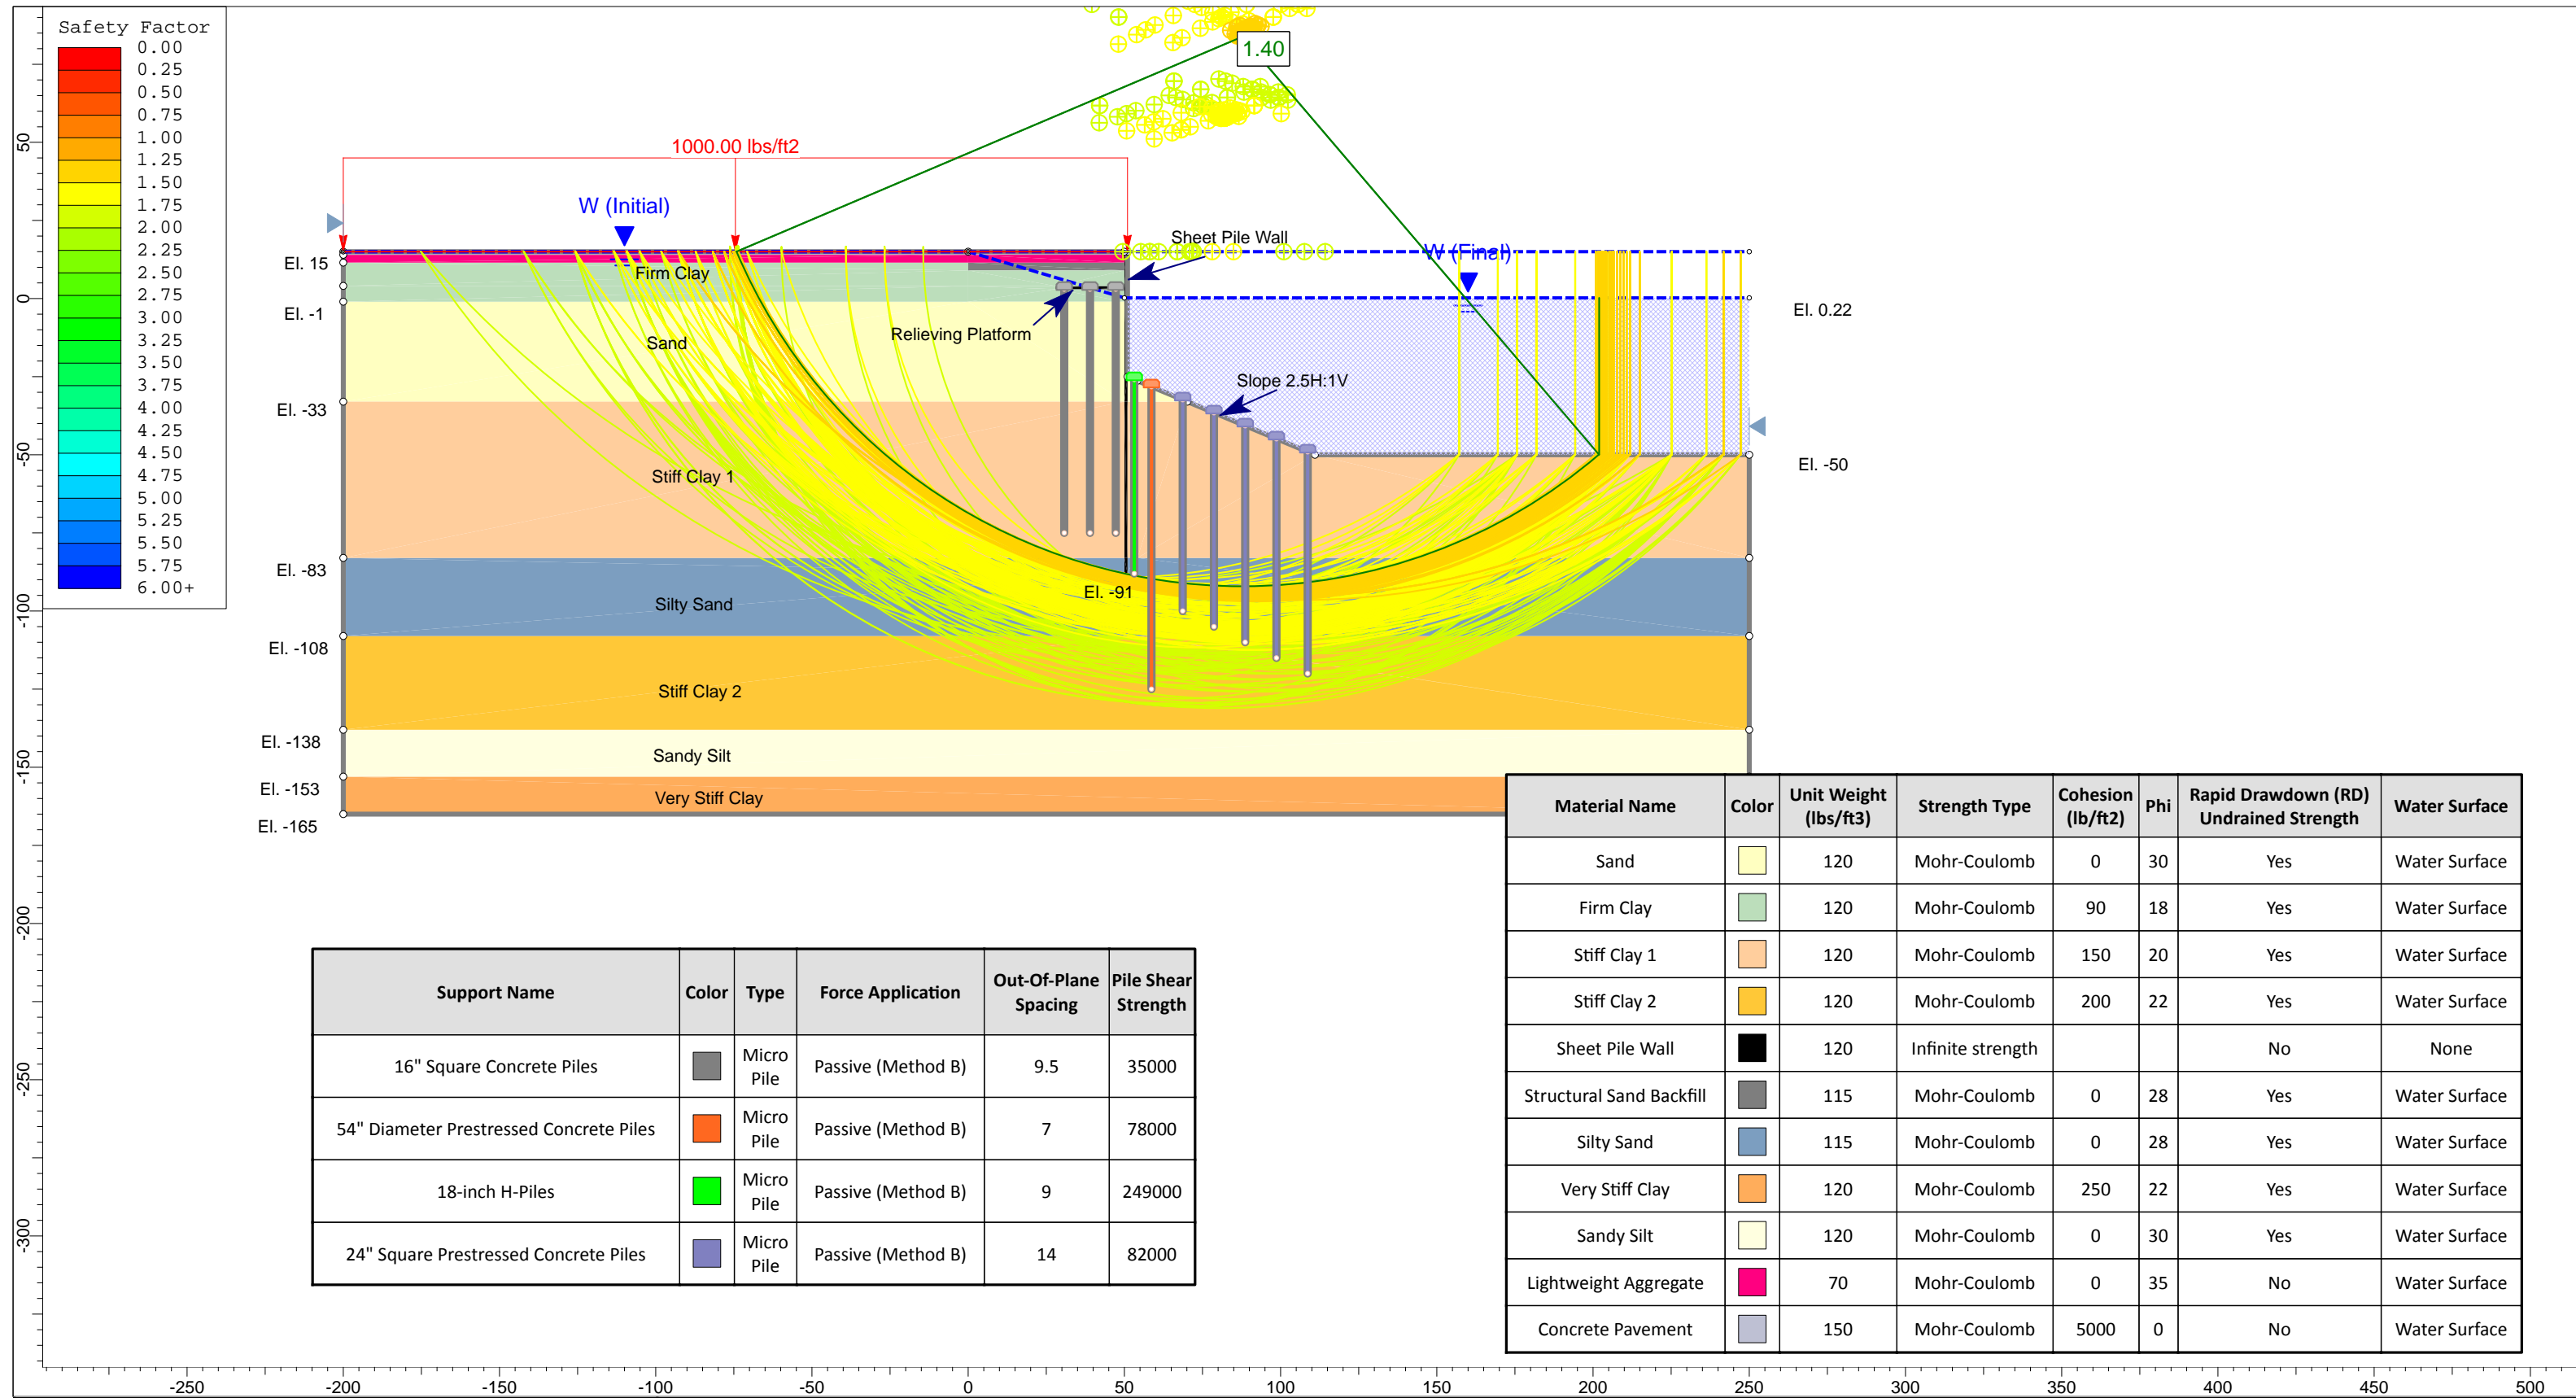 Safety Factor
0.00
0.25
0.50
0.75
1.00
1.25
1.50
1.75
2.00
2.25
2.50
2.75
3.00
3.25
3.50
3.75
4.00
4.25
4.50
4.75
5.00
5.25
5.50
5.75
6.00+
1.40
1000.00 lbs/ft2
W (Initial)
Sheet Pile Wall
W (Final)
El. 15
Firm Clay
El. -1
El. 0.22
Relieving Platform
Sand
Slope 2.5H:1V
El. -33
Stiff Clay 1
El. -50
El. -83
El. -91
Silty Sand
El. -108
Stiff Clay 2
El. -138
Sandy Silt
El. -153
Very Stiff Clay
El. -165
Support Name Color Type Force Application Out-Of-Plane Spacing Pile Shear Strength
16" Square Concrete Piles Micro Pile Passive (Method B) 9.5 35000
54" Diameter Prestressed Concrete Piles Micro Pile Passive (Method B) 7 78000
18-inch H-Piles Micro Pile Passive (Method B) 9 249000
24" Square Prestressed Concrete Piles Micro Pile Passive (Method B) 14 82000
Material Name Color Unit Weight (lbs/ft3) Strength Type Cohesion (lb/ft2) Phi Rapid Drawdown (RD) Undrained Strength Water Surface
Sand 120 Mohr-Coulomb 0 30 Yes Water Surface
Firm Clay 120 Mohr-Coulomb 90 18 Yes Water Surface
Stiff Clay 1 120 Mohr-Coulomb 150 20 Yes Water Surface
Stiff Clay 2 120 Mohr-Coulomb 200 22 Yes Water Surface
Sheet Pile Wall 120 Infinite strength No None
Structural Sand Backfill 115 Mohr-Coulomb 0 28 Yes Water Surface
Silty Sand 115 Mohr-Coulomb 0 28 Yes Water Surface
Very Stiff Clay 120 Mohr-Coulomb 250 22 Yes Water Surface
Sandy Silt 120 Mohr-Coulomb 0 30 Yes Water Surface
Lightweight Aggregate 70 Mohr-Coulomb 0 35 No Water Surface
Concrete Pavement 150 Mohr-Coulomb 5000 0 No Water Surface
50
0
-50
-100
-150
-200
-250
-300
-250 -200 -150 -100 -50 0 50 100 150 200 250 300 350 400 450 500